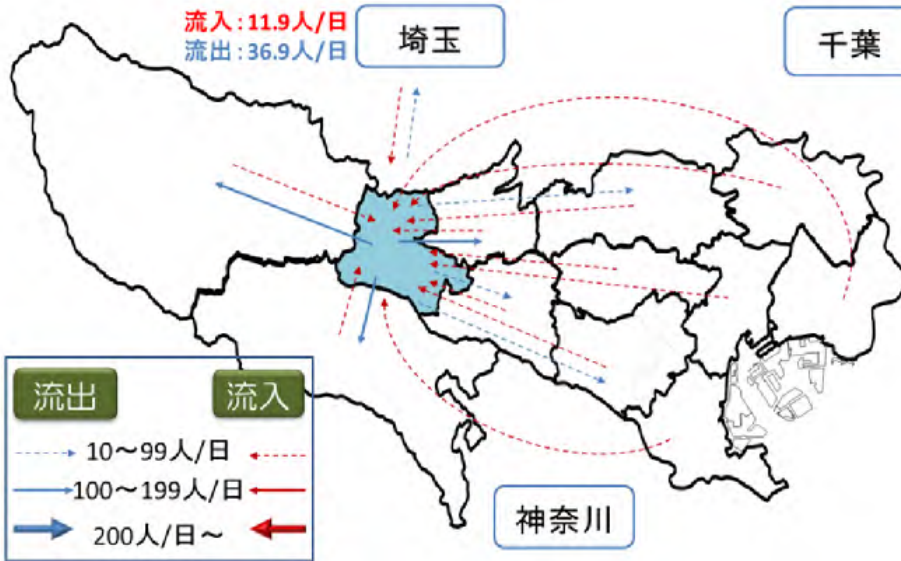 流入：11.9人/日
流出：36.9人/日
埼玉
千葉
流出 流入
10～99人/日
100～199人/日
200人/日～
神奈川